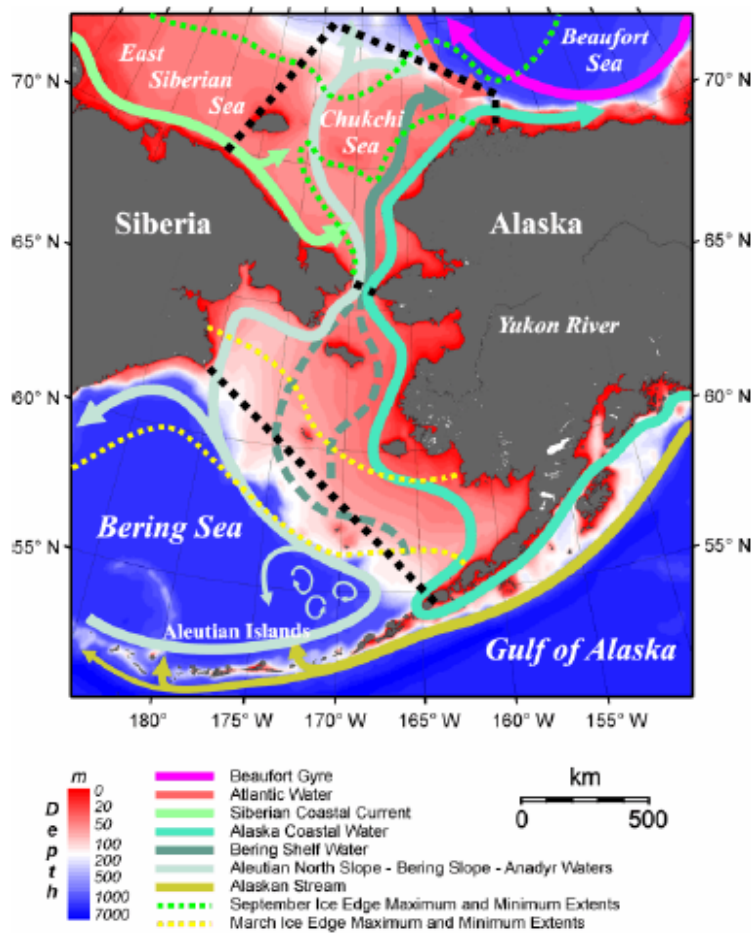 70° N
East
Siberian
Sea
Beaufort
Sea
70° N
Chukchi
Sea
Siberia
Alaska
65° N
65° N
Yukon River
60° N
60° N
Bering Sea
55° N
55° N
Aleutian Islands
Gulf of Alaska
180° 175° W 170° W 165° W 160° W 155° W
m
Depth
0
20
50
100
200
500
1000
7000
Beaufort Gyre
Atlantic Water
Siberian Coastal Current
Alaska Coastal Water
Bering Shelf Water
Aleutian North Slope - Bering Slope - Anadyr Waters
Alaskan Stream
September Ice Edge Maximum and Minimum Extents
March Ice Edge Maximum and Minimum Extents
km
0 500